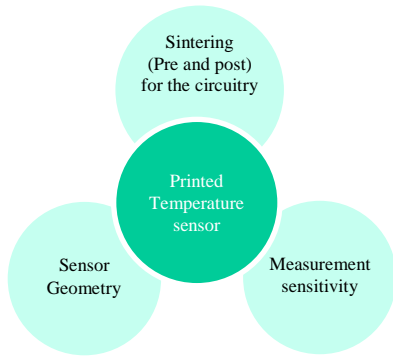 Sintering
(Pre and post)
for the circuitry
Printed
Temperature
sensor
Sensor
Geometry
Measurement
sensitivity